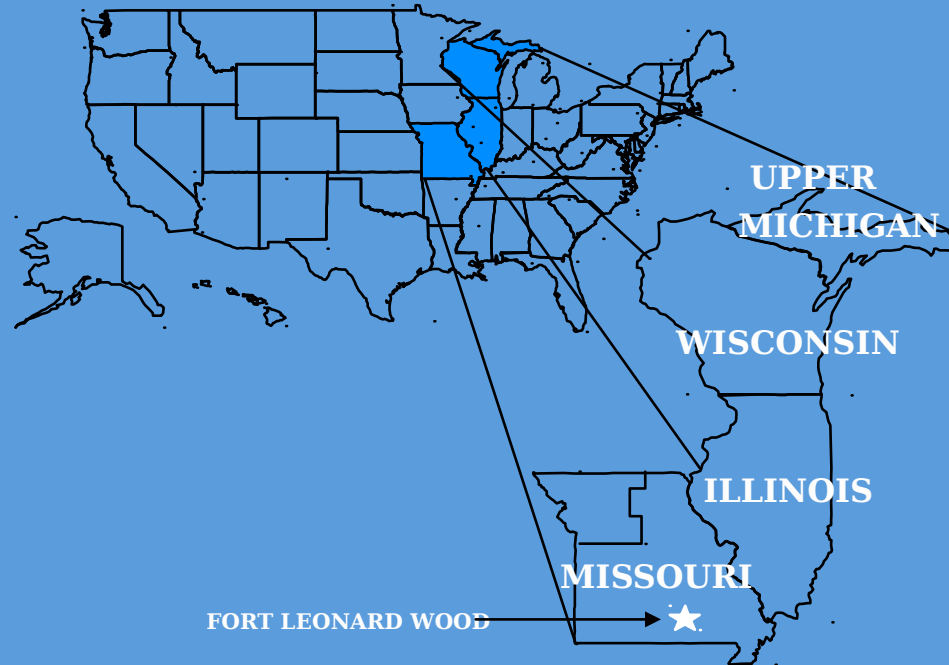 UPPER
MICHIGAN
WISCONSIN
ILLINOIS
MISSOURI
FORT LEONARD WOOD